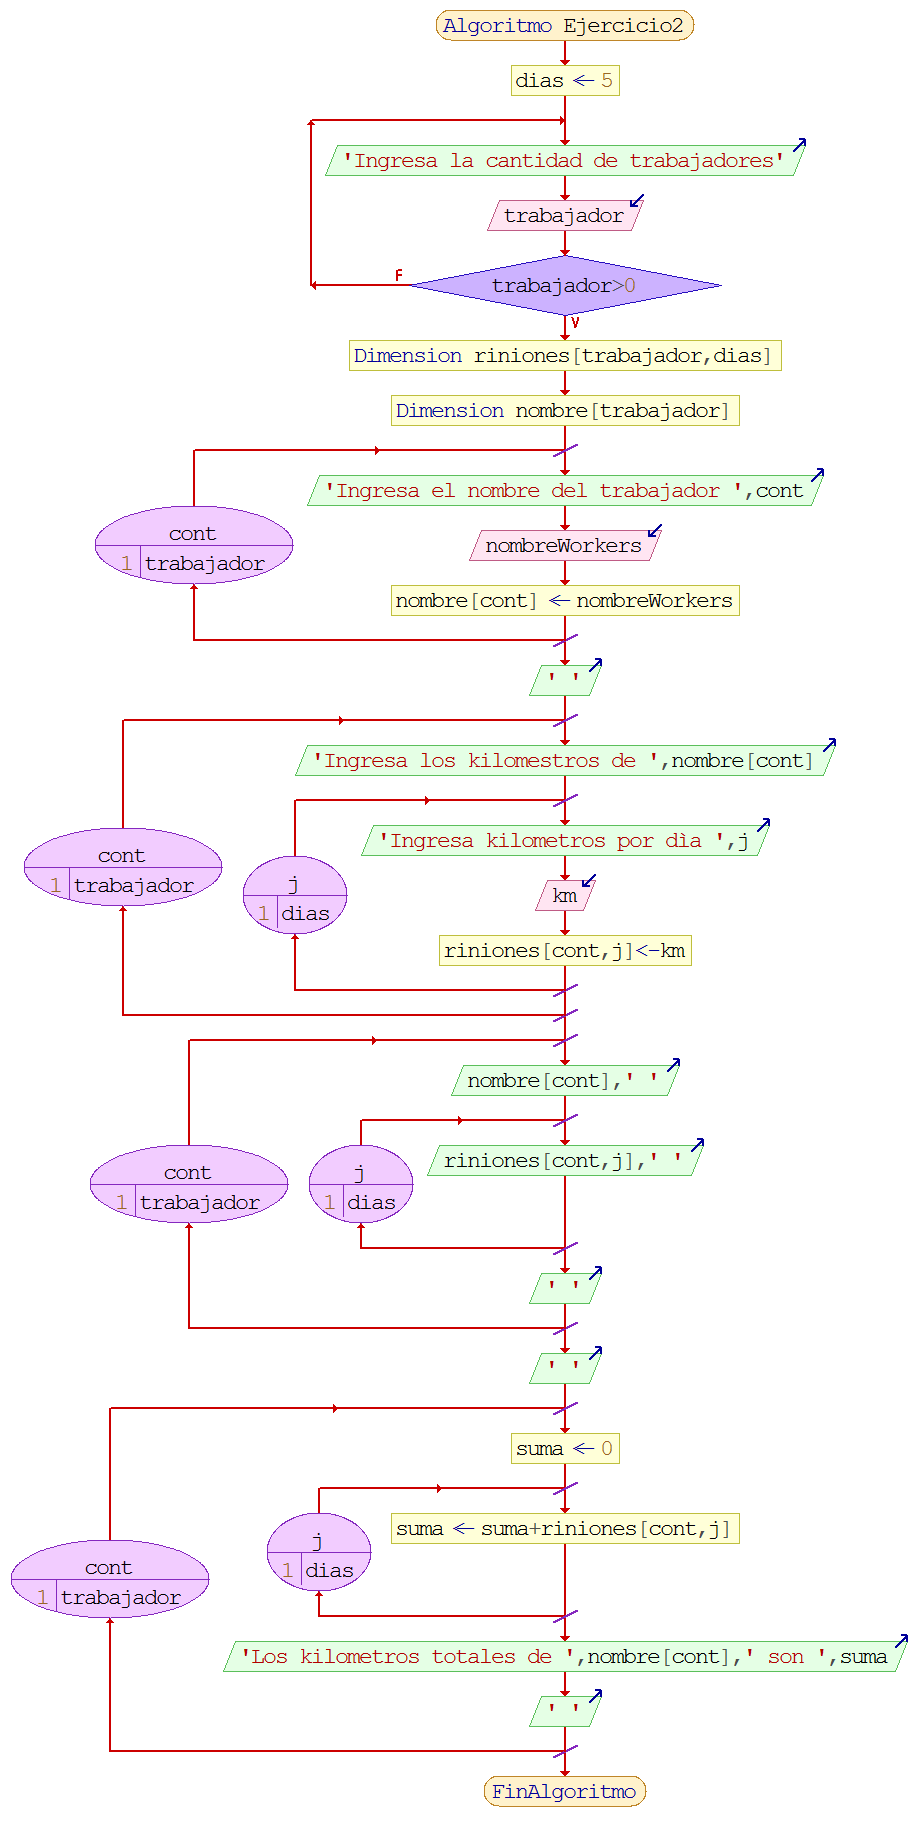 Algoritmo Ejercicio2
dias ← 5
'Ingresa la cantidad de trabajadores'
trabajador
F
trabajador>0
V
Dimension riniones[trabajador,dias]
Dimension nombre[trabajador]
'Ingresa el nombre del trabajador ',cont
cont
1 trabajador
nombreWorkers
nombre[cont] ← nombreWorkers
' '
'Ingresa los kilomestros de ',nombre[cont]
cont
1 trabajador
'Ingresa kilometros por dìa ',j
j
1 dias
km
riniones[cont,j]<-km
nombre[cont],' '
cont
1 trabajador
j
1 dias
riniones[cont,j],' '
' '
' '
suma ← 0
cont
1 trabajador
j
1 dias
suma ← suma+riniones[cont,j]
'Los kilometros totales de ',nombre[cont],' son ',suma
' '
FinAlgoritmo